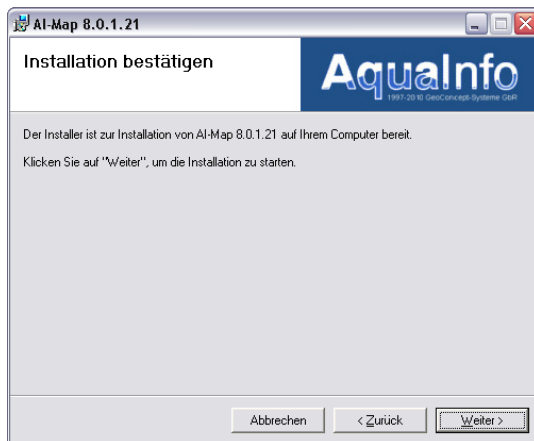 AI-Map 8.0.1.21
Installation bestätigen
AquaInfo
1997-2010 GeoConcept-Systeme GbR
Der Installer ist zur Installation von AI-Map 8.0.1.21 auf Ihrem Computer bereit.
Klicken Sie auf "Weiter", um die Installation zu starten.
Abbrechen
< Zurück
Weiter >